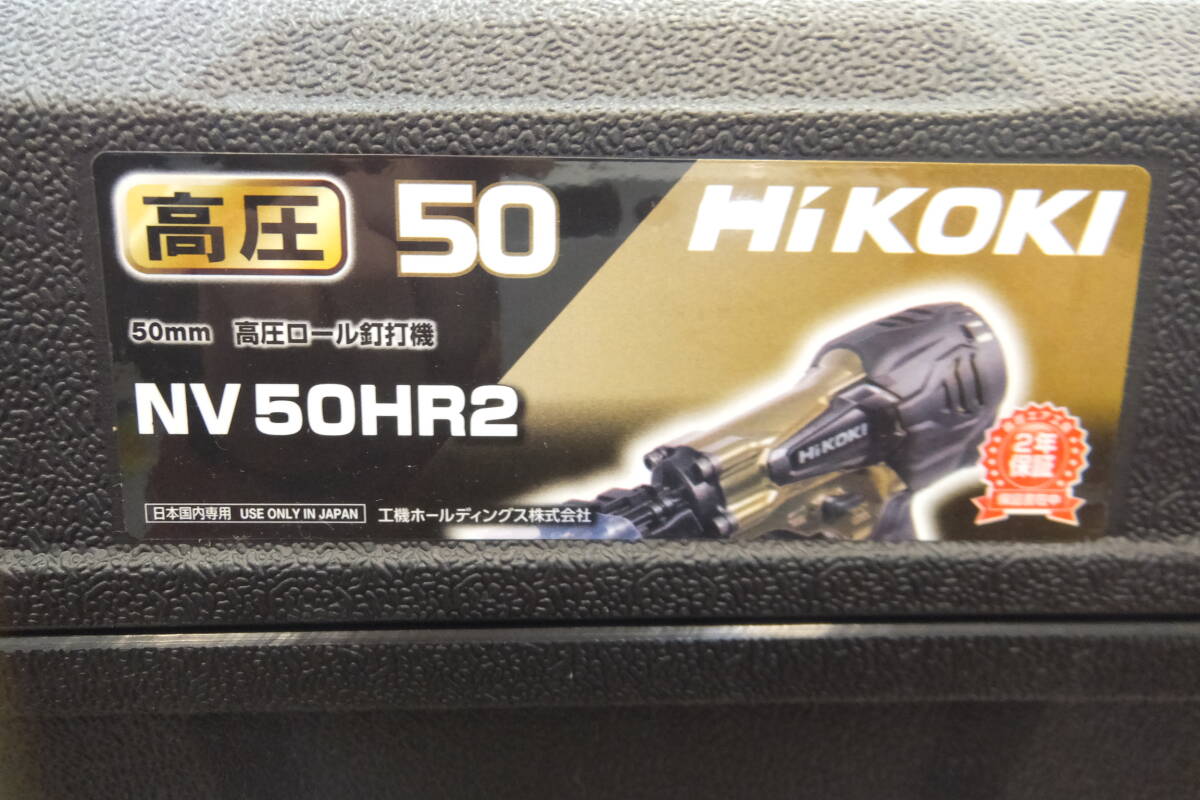 高圧 50 HiKOKI
50mm 高圧ロール釘打機
NV50HR2
HiKOKI
2年
保証
日本国内専用 USE ONLY IN JAPAN 工機ホールディングス株式会社